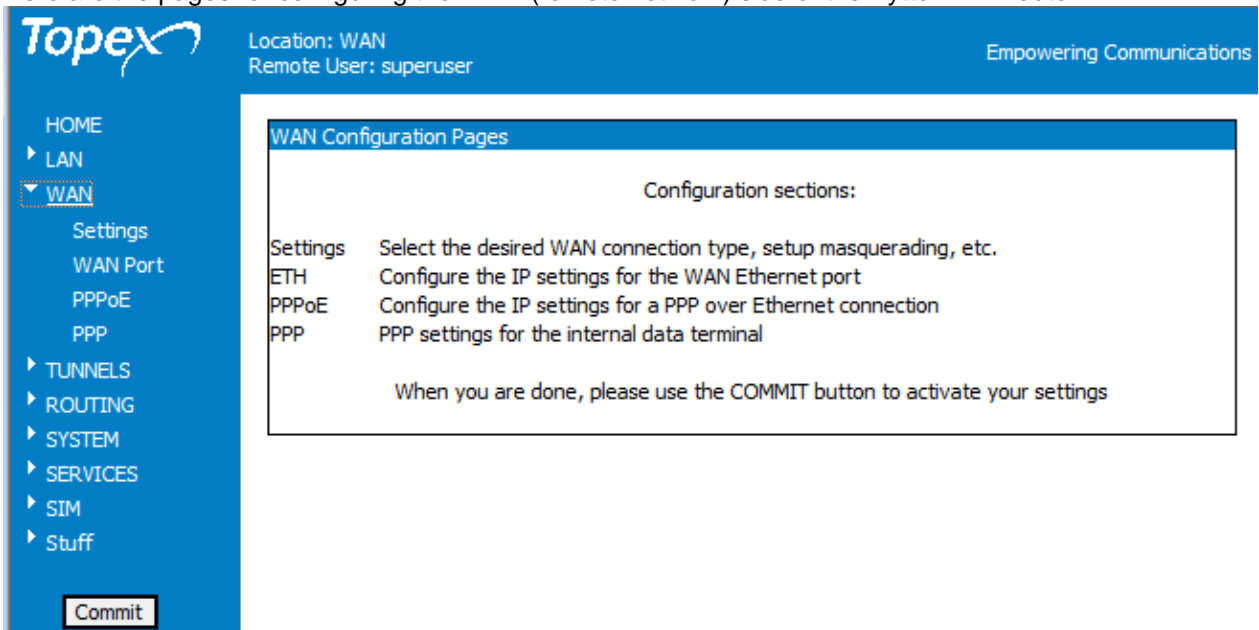 Topex
Location: WAN
Remote User: superuser
Empowering Communications
HOME
LAN
WAN
Settings
WAN Port
PPPoE
PPP
TUNNELS
ROUTING
SYSTEM
SERVICES
SIM
Stuff
Commit
WAN Configuration Pages
Configuration sections:
Settings Select the desired WAN connection type, setup masquerading, etc.
ETH Configure the IP settings for the WAN Ethernet port
PPPoE Configure the IP settings for a PPP over Ethernet connection
PPP PPP settings for the internal data terminal
When you are done, please use the COMMIT button to activate your settings